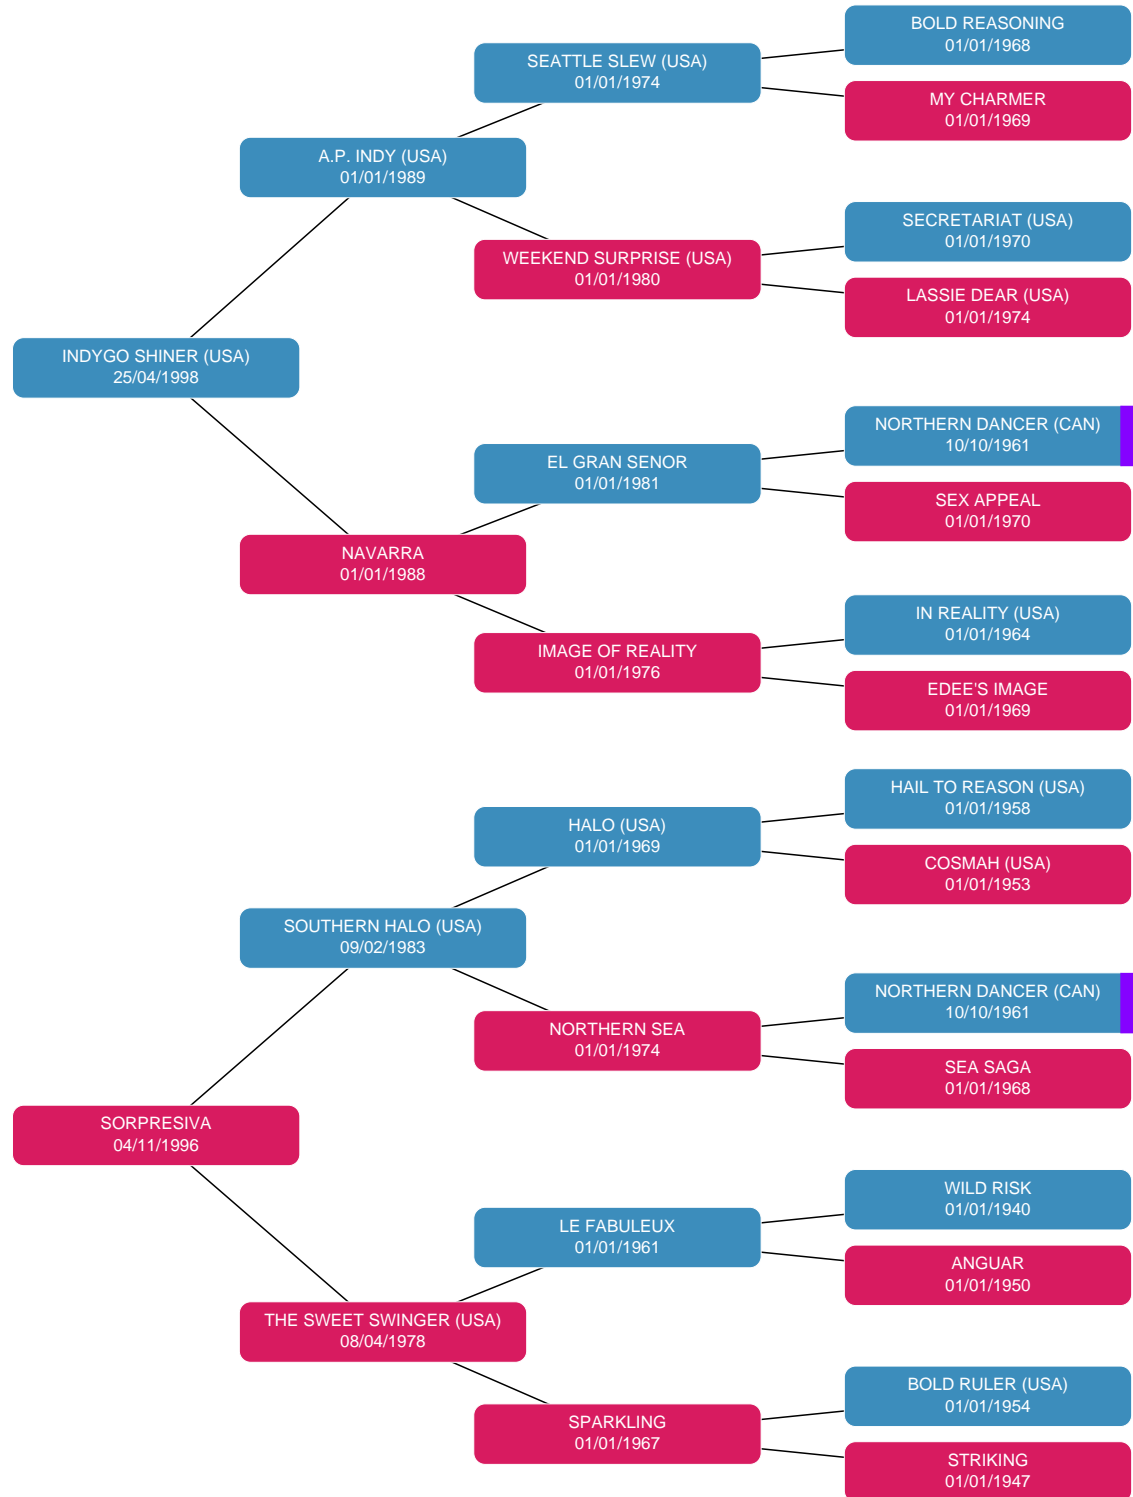 BOLD REASONING
01/01/1968
SEATTLE SLEW (USA)
01/01/1974
MY CHARMER
01/01/1969
A.P. INDY (USA)
01/01/1989
SECRETARIAT (USA)
01/01/1970
WEEKEND SURPRISE (USA)
01/01/1980
LASSIE DEAR (USA)
01/01/1974
INDYGO SHINER (USA)
25/04/1998
NORTHERN DANCER (CAN)
10/10/1961
EL GRAN SENOR
01/01/1981
SEX APPEAL
01/01/1970
NAVARRA
01/01/1988
IN REALITY (USA)
01/01/1964
IMAGE OF REALITY
01/01/1976
EDEE'S IMAGE
01/01/1969
HAIL TO REASON (USA)
01/01/1958
HALO (USA)
01/01/1969
COSMAH (USA)
01/01/1953
SOUTHERN HALO (USA)
09/02/1983
NORTHERN DANCER (CAN)
10/10/1961
NORTHERN SEA
01/01/1974
SEA SAGA
01/01/1968
SORPRESIVA
04/11/1996
WILD RISK
01/01/1940
LE FABULEUX
01/01/1961
ANGUAR
01/01/1950
THE SWEET SWINGER (USA)
08/04/1978
BOLD RULER (USA)
01/01/1954
SPARKLING
01/01/1967
STRIKING
01/01/1947